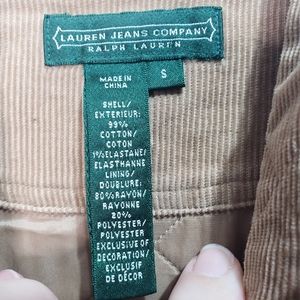 LAUREN JEANS COMPANY
RALPH LAUREN
MADE IN
CHINA
S
SHELL/
EXTERIEUR:
99%
COTTON/
COTON
1% ELASTANE/
ELASTHANNE
LINING/
DOUBLURE:
80% RAYON/
RAYONNE
20%
POLYESTER/
POLYESTER
EXCLUSIVE OF
DECORATION/
EXCLUSIF
DE DÉCOR